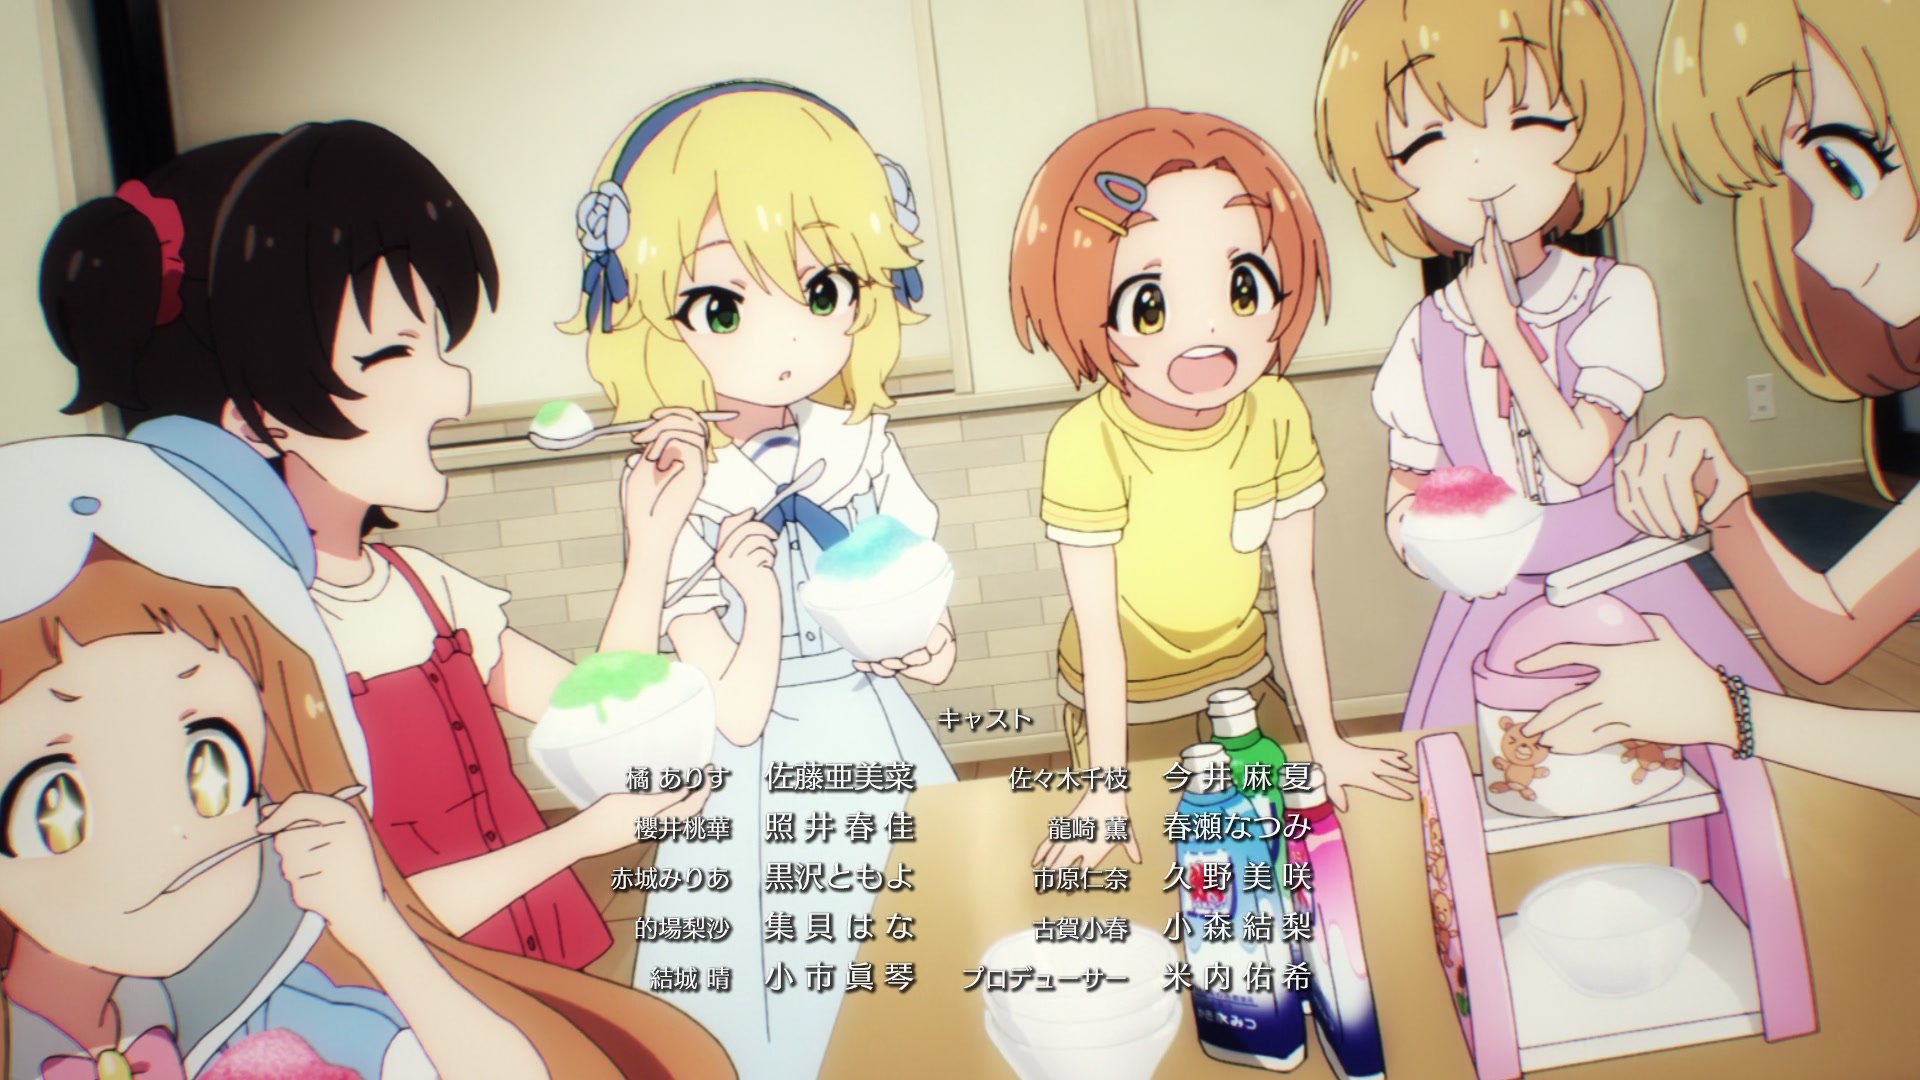 キャスト
橘 ありす 佐藤亜美菜
櫻井桃華 照井春佳
赤城みりあ 黒沢ともよ
的場梨沙 集貝はな
結城 晴 小市眞琴
佐々木千枝 今井麻夏
龍崎 薫 春瀬なつみ
市原仁奈 久野美咲
古賀小春 小森結梨
プロデューサー 米内佑希